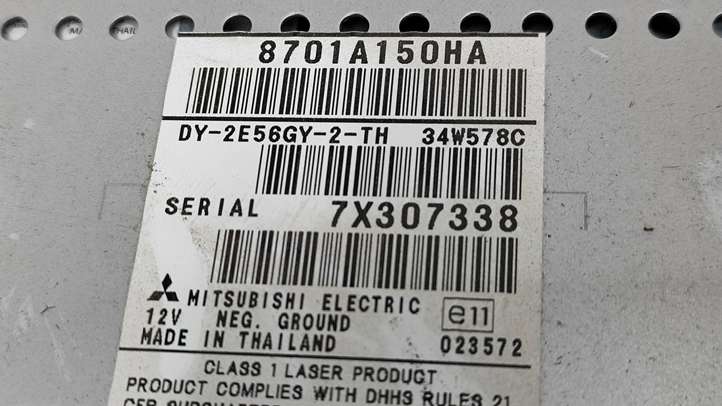 8701A150HA
DY-2E56GY-2-TH 34W578C
SERIAL 7X307338
MITSUBISHI ELECTRIC
12V NEG. GROUND e11
MADE IN THAILAND 023572
CLASS 1 LASER PRODUCT
PRODUCT COMPLIES WITH DHHS RULES 21
CFR